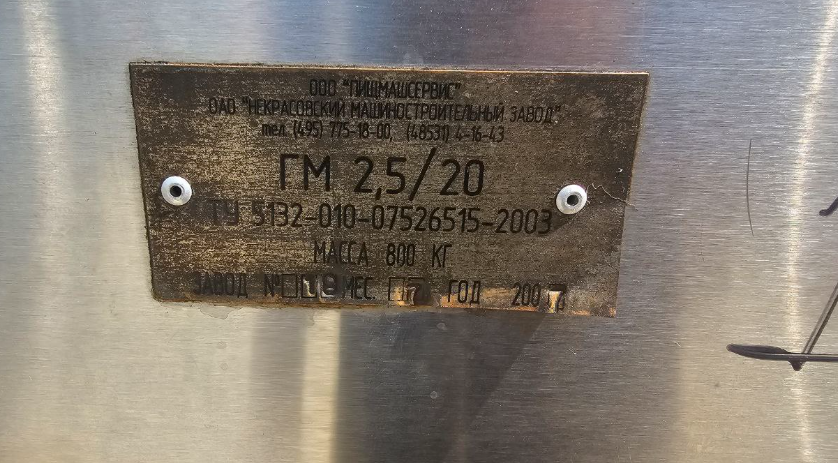 ООО "ПИЩМАШСЕРВИС"
ОАО "НЕКРАСОВСКИЙ МАШИНОСТРОИТЕЛЬНЫЙ ЗАВОД"
тел. (495) 775-18-00, (48531) 4-16-43
ГМ 2,5/20
ТУ 5132-010-07526515-2003
МАССА 800 КГ
ЗАВОД № МЕС. ГОД 200